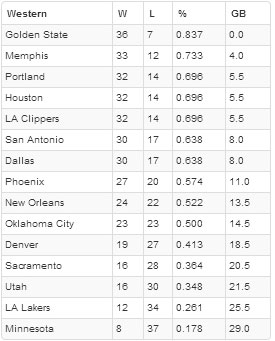 Western W L % GB
Golden State 36 7 0.837 0.0
Memphis 33 12 0.733 4.0
Portland 32 14 0.696 5.5
Houston 32 14 0.696 5.5
LA Clippers 32 14 0.696 5.5
San Antonio 30 17 0.638 8.0
Dallas 30 17 0.638 8.0
Phoenix 27 20 0.574 11.0
New Orleans 24 22 0.522 13.5
Oklahoma City 23 23 0.500 14.5
Denver 19 27 0.413 18.5
Sacramento 16 28 0.364 20.5
Utah 16 30 0.348 21.5
LA Lakers 12 34 0.261 25.5
Minnesota 8 37 0.178 29.0